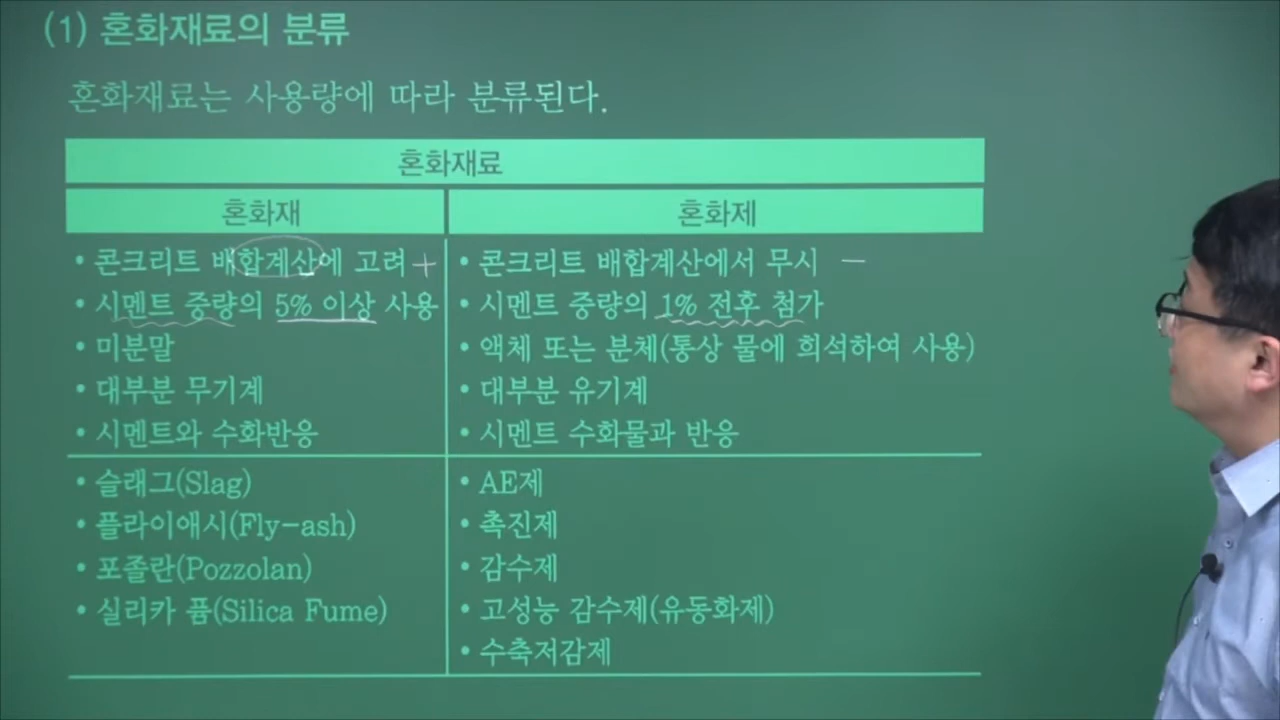 (1) 혼화재료의 분류
혼화재료는 사용량에 따라 분류된다.
혼화재료
혼화재
혼화제
• 콘크리트 배합계산에 고려 +
• 시멘트 중량의 5% 이상 사용
• 미분말
• 대부분 무기계
• 시멘트와 수화반응
• 콘크리트 배합계산에서 무시 -
• 시멘트 중량의 1% 전후 첨가
• 액체 또는 분체(통상 물에 희석하여 사용)
• 대부분 유기계
• 시멘트 수화물과 반응
• 슬래그(Slag)
• 플라이애시(Fly-ash)
• 포졸란(Pozzolan)
• 실리카 퓸(Silica Fume)
• AE제
• 촉진제
• 감수제
• 고성능 감수제(유동화제)
• 수축저감제